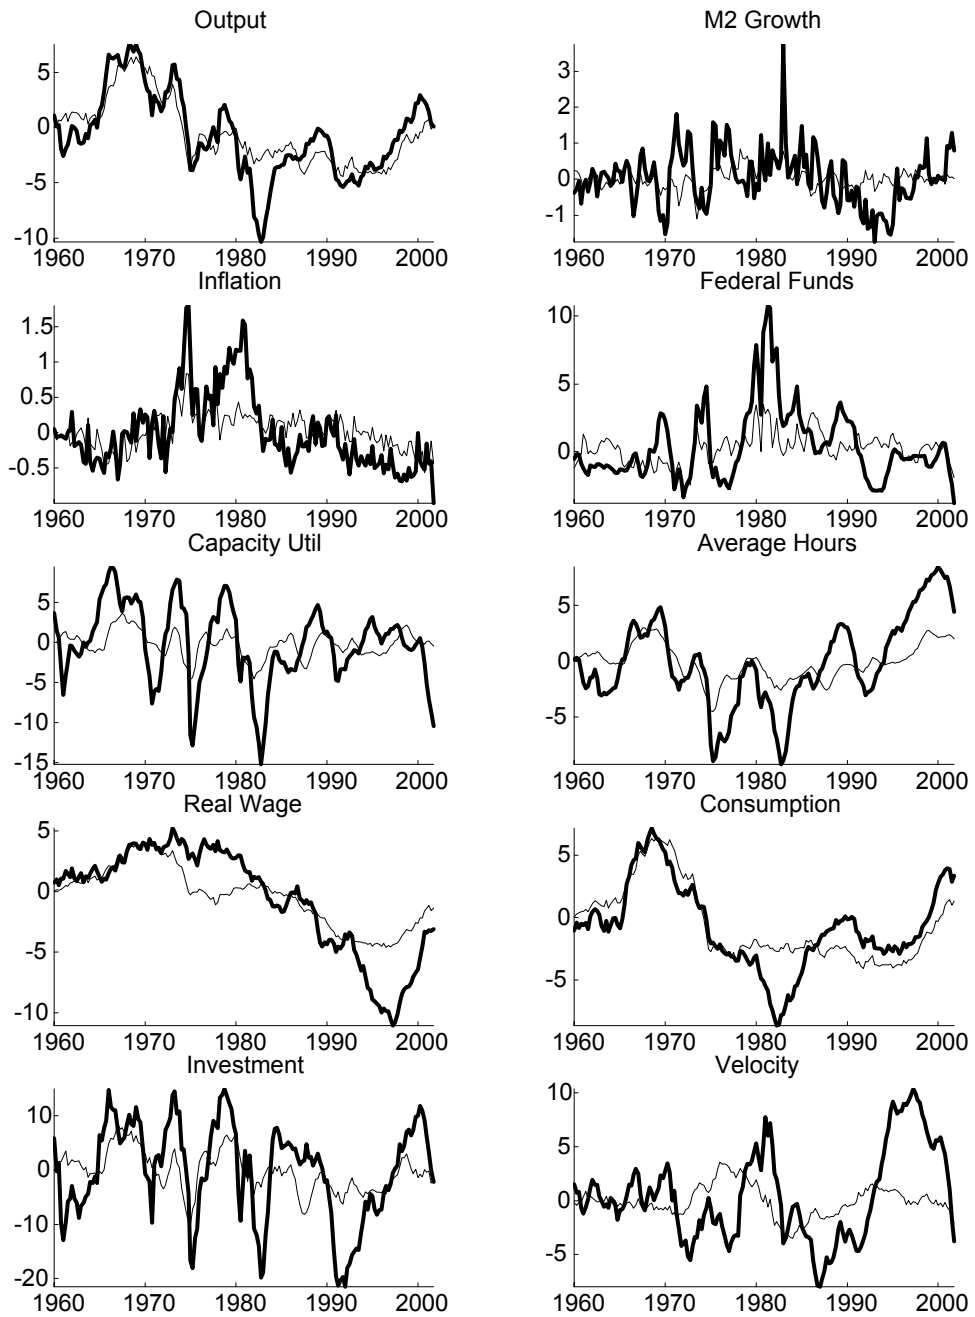 Output
5
0
-5
-10
1960 1970 1980 1990 2000
M2 Growth
3
2
1
0
-1
1960 1970 1980 1990 2000
Inflation
1.5
1
0.5
0
-0.5
1960 1970 1980 1990 2000
Federal Funds
10
5
0
1960 1970 1980 1990 2000
Capacity Util
5
0
-5
-10
-15
1960 1970 1980 1990 2000
Average Hours
5
0
-5
1960 1970 1980 1990 2000
Real Wage
5
0
-5
-10
1960 1970 1980 1990 2000
Consumption
5
0
-5
1960 1970 1980 1990 2000
Investment
10
0
-10
-20
1960 1970 1980 1990 2000
Velocity
10
5
0
-5
1960 1970 1980 1990 2000